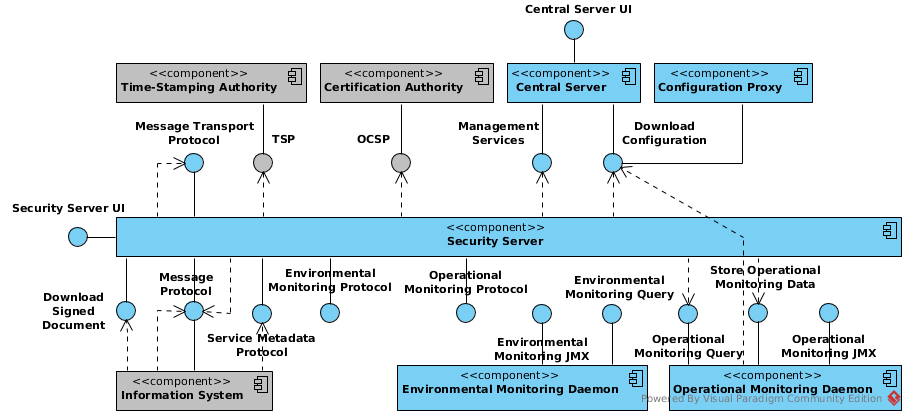 Central Server UI
<<component>>
Time-Stamping Authority
<<component>>
Certification Authority
<<component>>
Central Server
<<component>>
Configuration Proxy
Message Transport
Protocol
TSP
OCSP
Management
Services
Download
Configuration
Security Server UI
<<component>>
Security Server
Download
Signed
Document
Message
Protocol
Service Metadata
Protocol
Environmental
Monitoring Protocol
Operational
Monitoring Protocol
Environmental
Monitoring JMX
Environmental
Monitoring Query
Operational
Monitoring Query
Store Operational
Monitoring Data
Operational
Monitoring JMX
<<component>>
Information System
<<component>>
Environmental Monitoring Daemon
<<component>>
Operational Monitoring Daemon
Powered By Visual Paradigm Community Edition